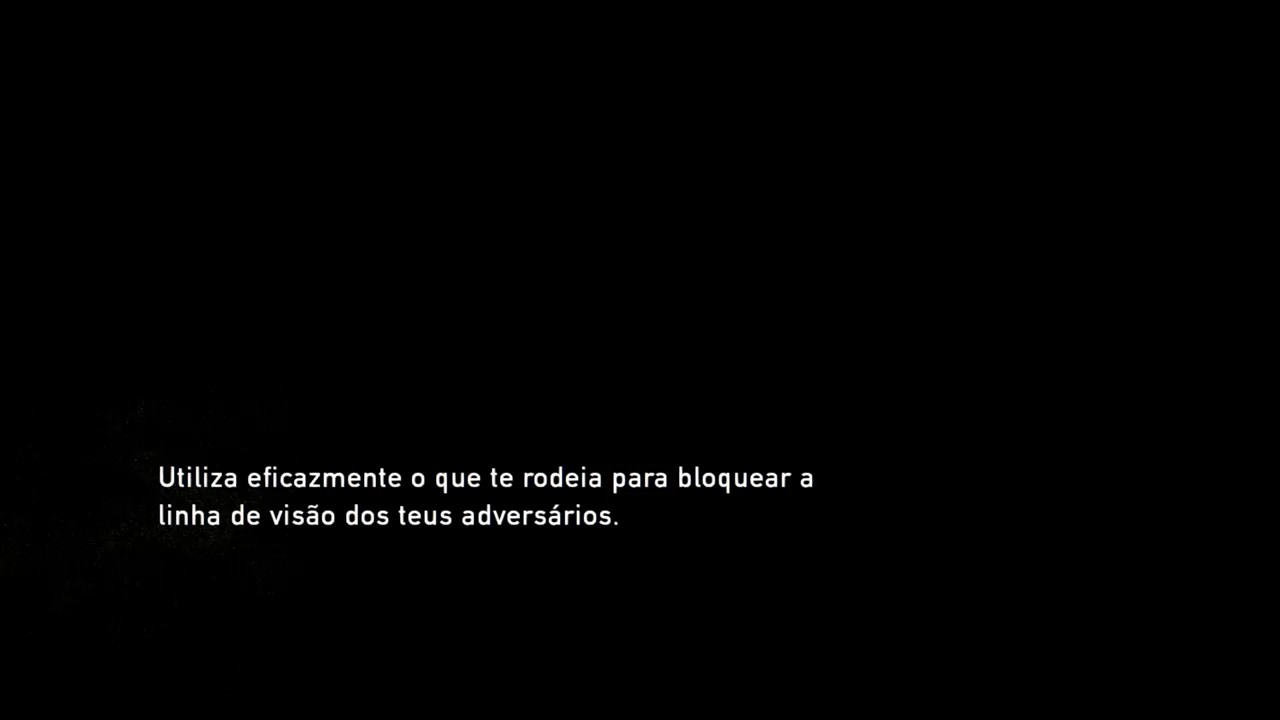 Utiliza eficazmente o que te rodeia para bloquear a
linha de visão dos teus adversários.